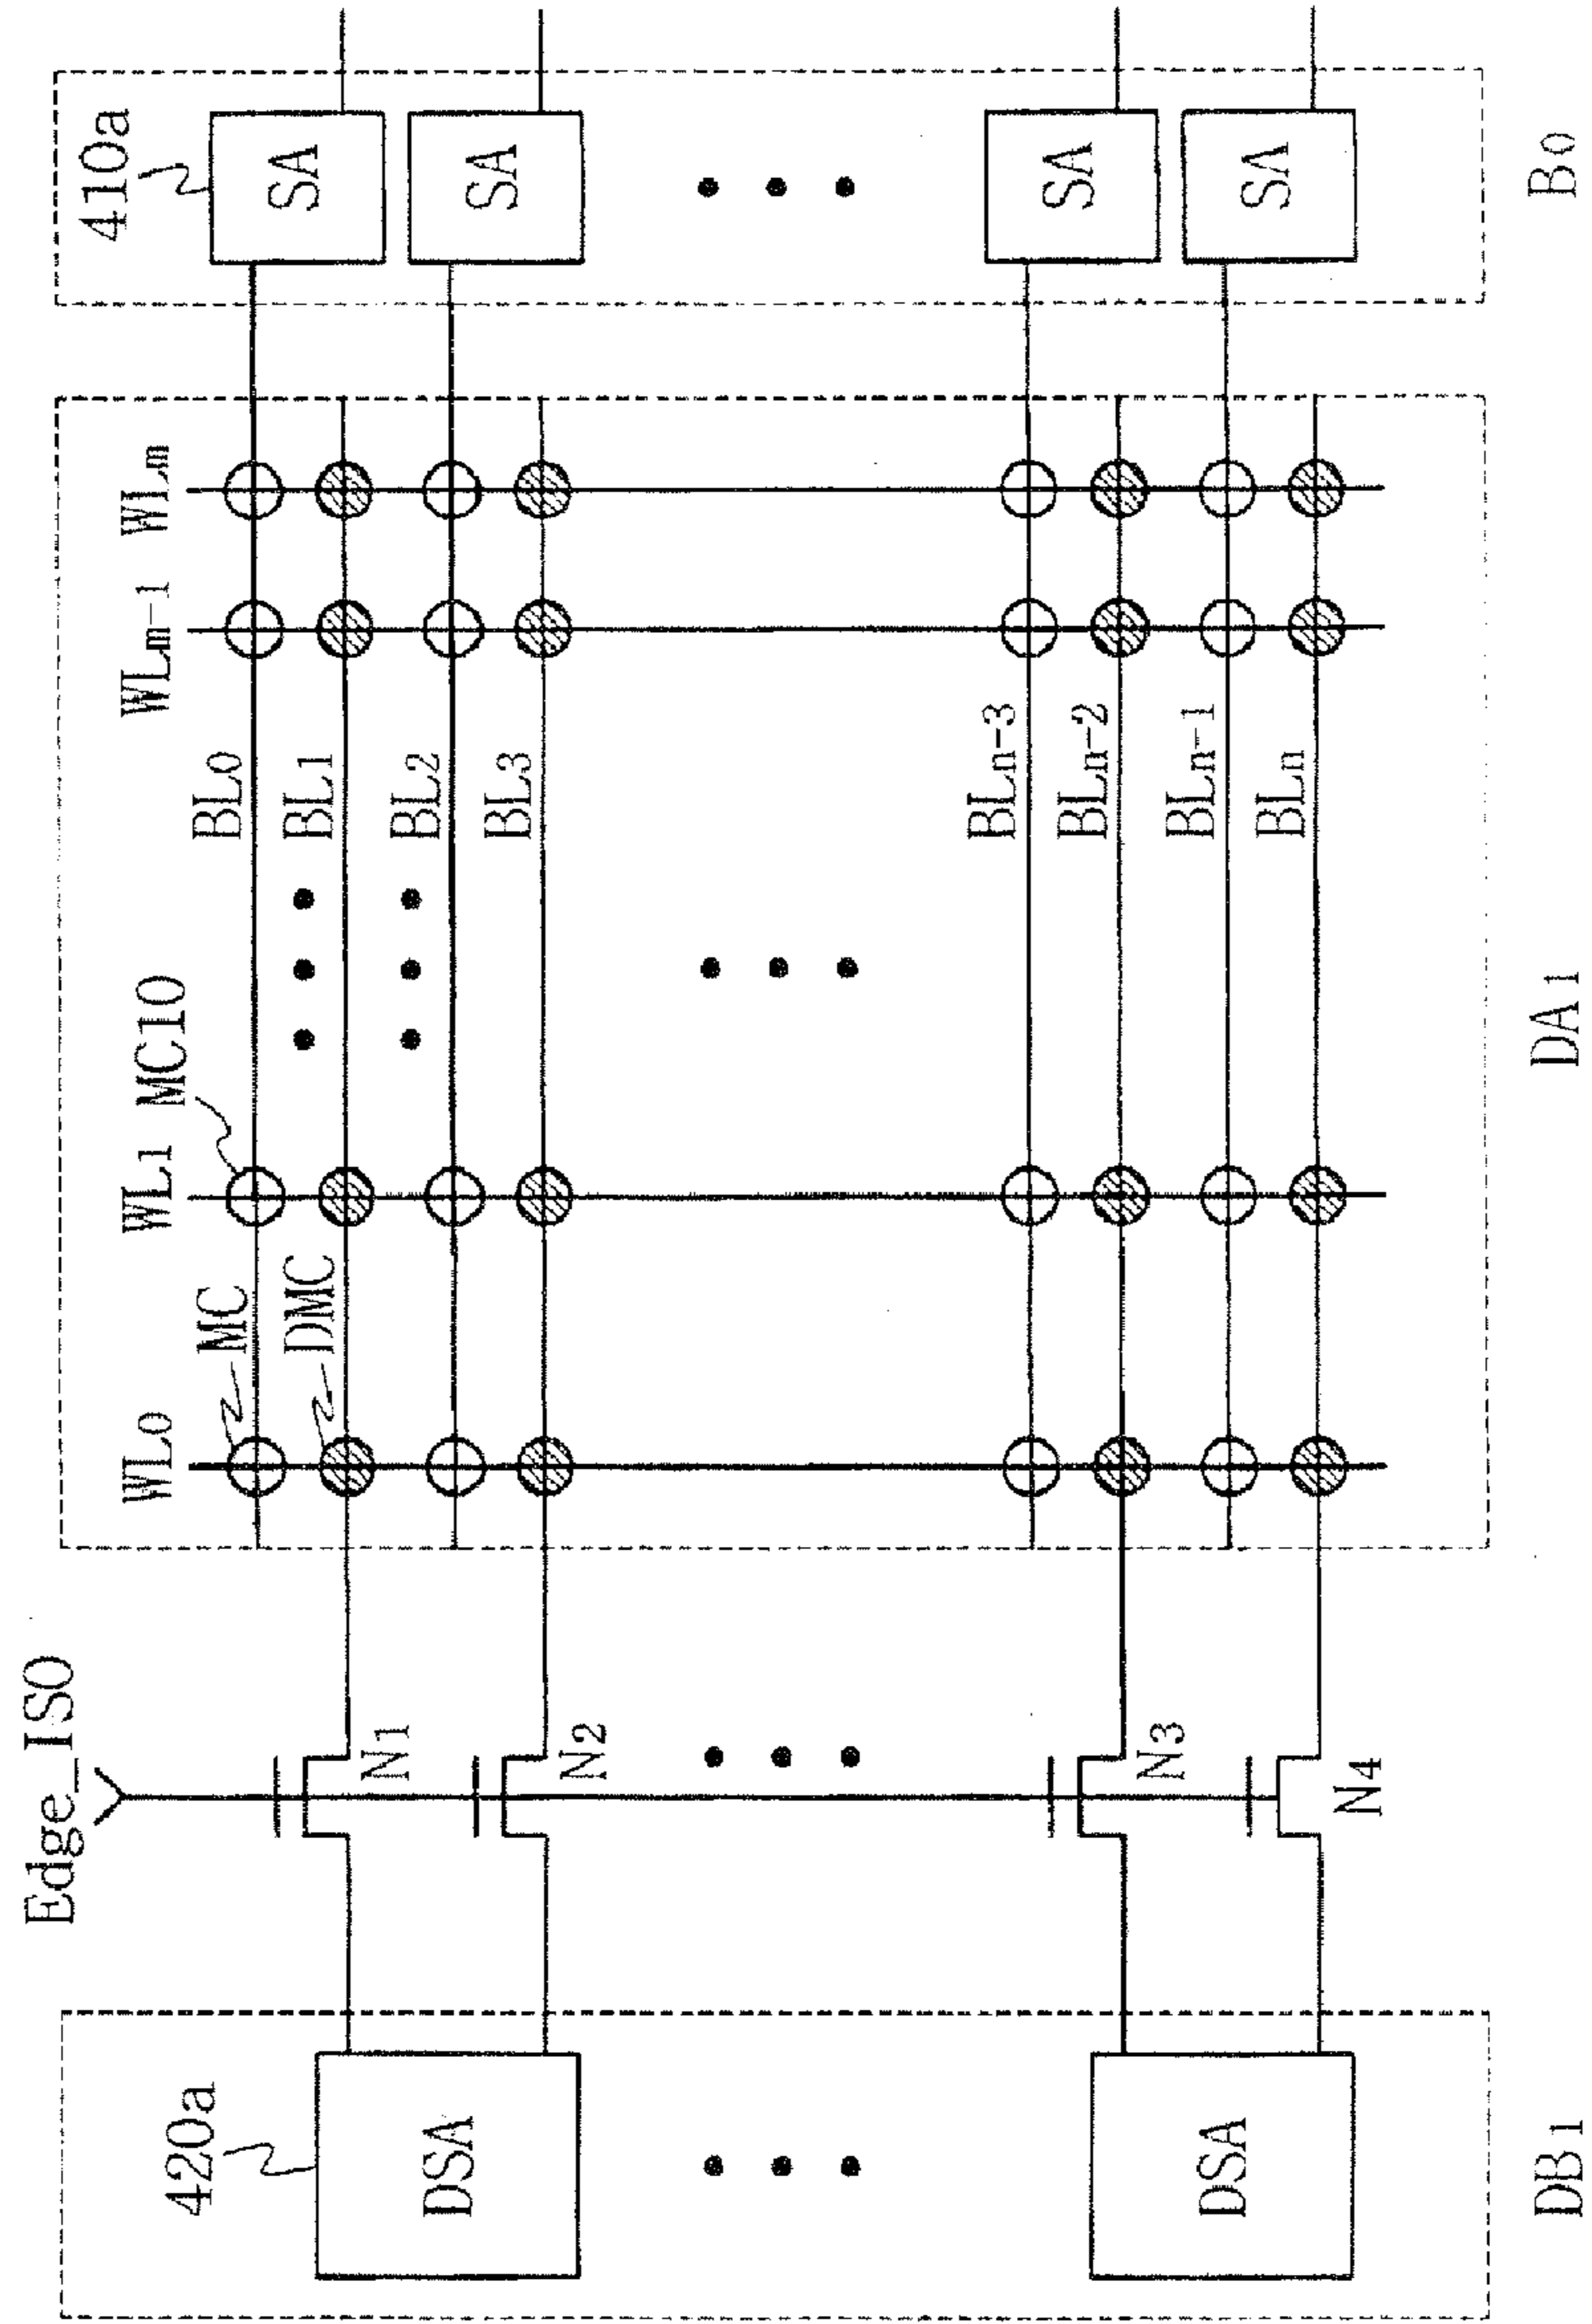 410a
SA
SA
SA
SA
B0
WLm
WLm-1
BL0
BL1
BL2
BL3
BLn-3
BLn-2
BLn-1
BLn
MC10
WL1
MC
DMC
WL0
DA1
Edge_ISO
N1
N2
N3
N4
420a
DSA
DSA
DB1